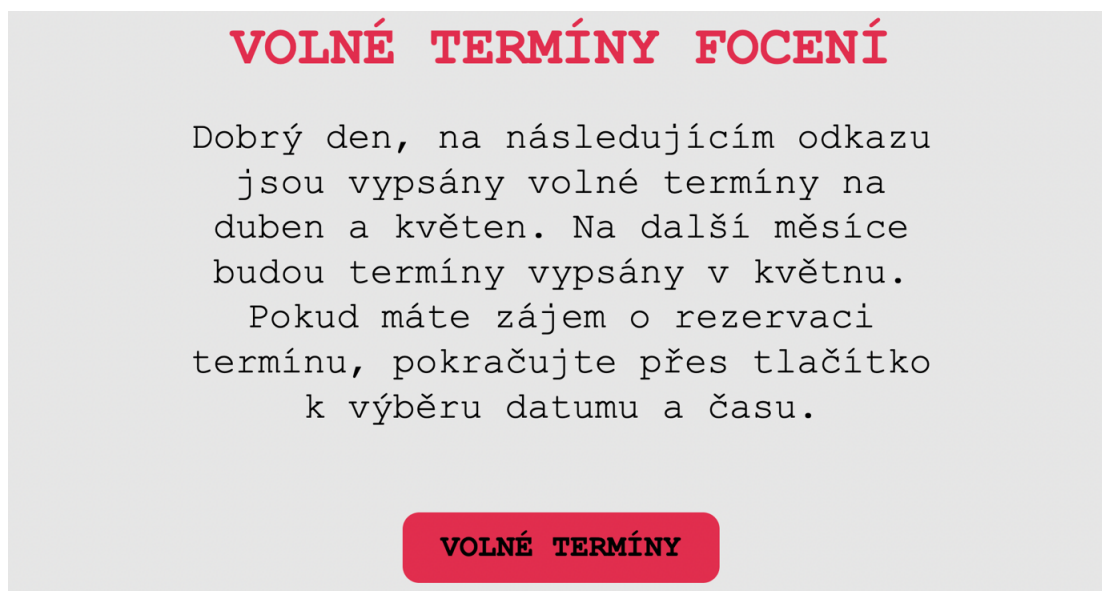 VOLNÉ TERMÍNY FOCENÍ
Dobrý den, na následujícím odkazu
jsou vypsány volné termíny na
duben a květen. Na další měsíce
budou termíny vypsány v květnu.
Pokud máte zájem o rezervaci
termínu, pokračujte přes tlačítko
k výběru datumu a času.
VOLNÉ TERMÍNY